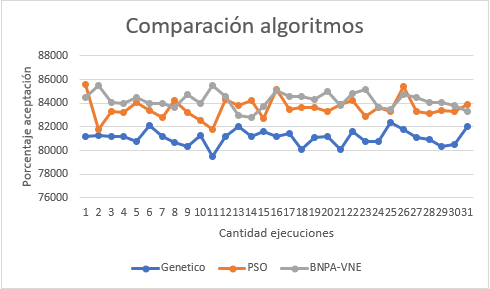 Comparación algoritmos
88000
86000
84000
82000
80000
78000
76000
Porcentaje aceptación
1 2 3 4 5 6 7 8 9 10 11 12 13 14 15 16 17 18 19 20 21 22 23 24 25 26 27 28 29 30 31
Cantidad ejecuciones
Genetico PSO BNPA-VNE